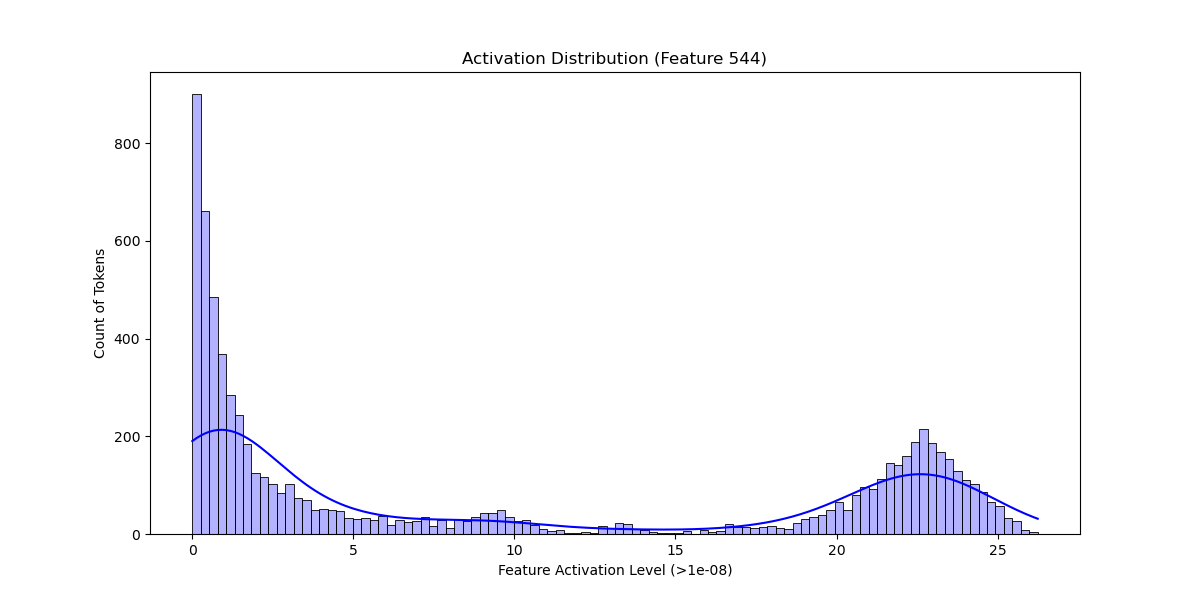 Activation Distribution (Feature 544)
Count of Tokens
800
600
400
200
0
0 5 10 15 20 25
Feature Activation Level (>1e-08)